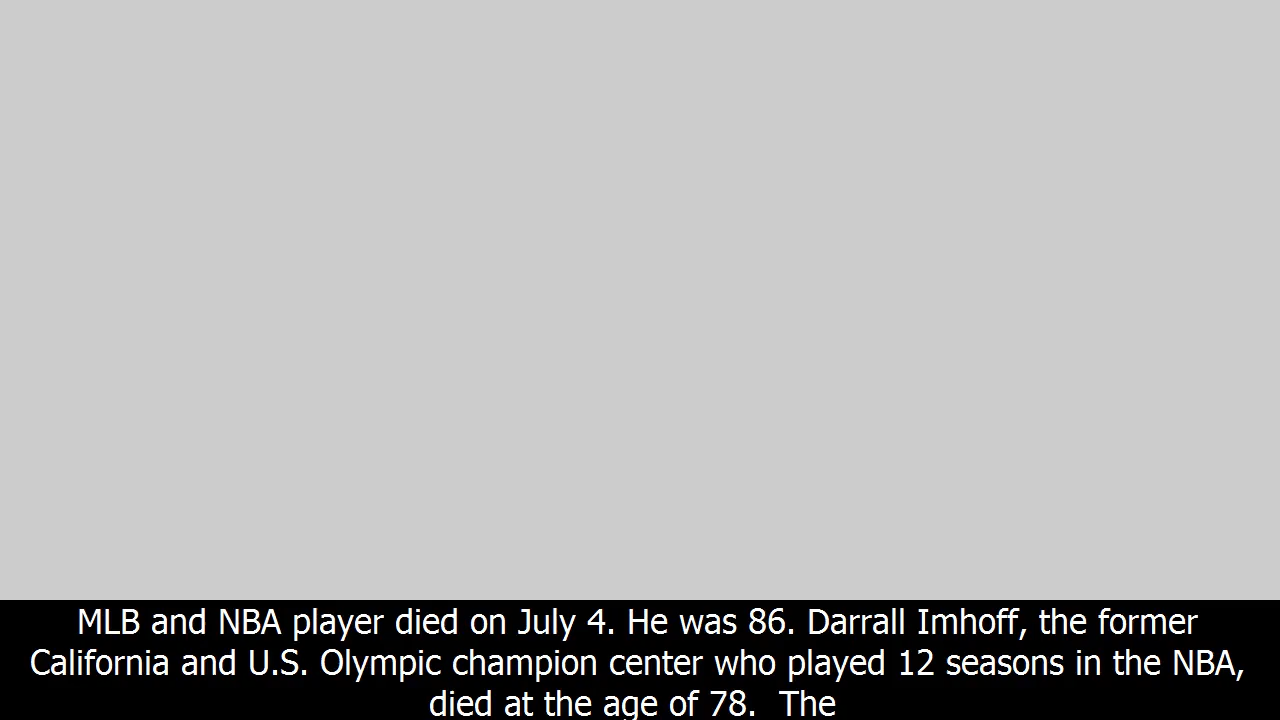 MLB and NBA player died on July 4. He was 86. Darrall Imhoff, the former
California and U.S. Olympic champion center who played 12 seasons in the NBA,
died at the age of 78.  The